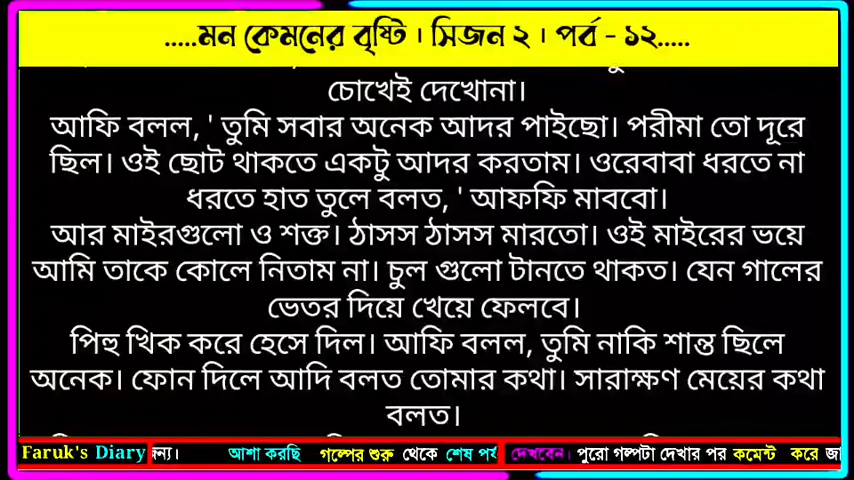 .....মন কেমনের বৃষ্টি । সিজন ২ । পর্ব - ১২.....
চোখেই দেখোনা।
আফি বলল, ' তুমি সবার অনেক আদর পাইছো। পরীমা তো দূরে
ছিল। ওই ছোট থাকতে একটু আদর করতাম। ওরেবাবা ধরতে না
ধরতে হাত তুলে বলত, ' আফফি মাববো।
আর মাইরগুলো ও শক্ত। ঠাসস ঠাসস মারতো। ওই মাইরের ভয়ে
আমি তাকে কোলে নিতাম না। চুল গুলো টানতে থাকত। যেন গালের
ভেতর দিয়ে খেয়ে ফেলবে।
পিহু খিক করে হেসে দিল। আফি বলল, তুমি নাকি শান্ত ছিলে
অনেক। ফোন দিলে আদি বলত তোমার কথা। সারাক্ষণ মেয়ের কথা
বলত।
Faruk's Diary জন্য। আশা করছি গল্পের শুরু থেকে শেষ পর্য দেখবেন। পুরো গল্পটা দেখার পর কমেন্ট করে জা